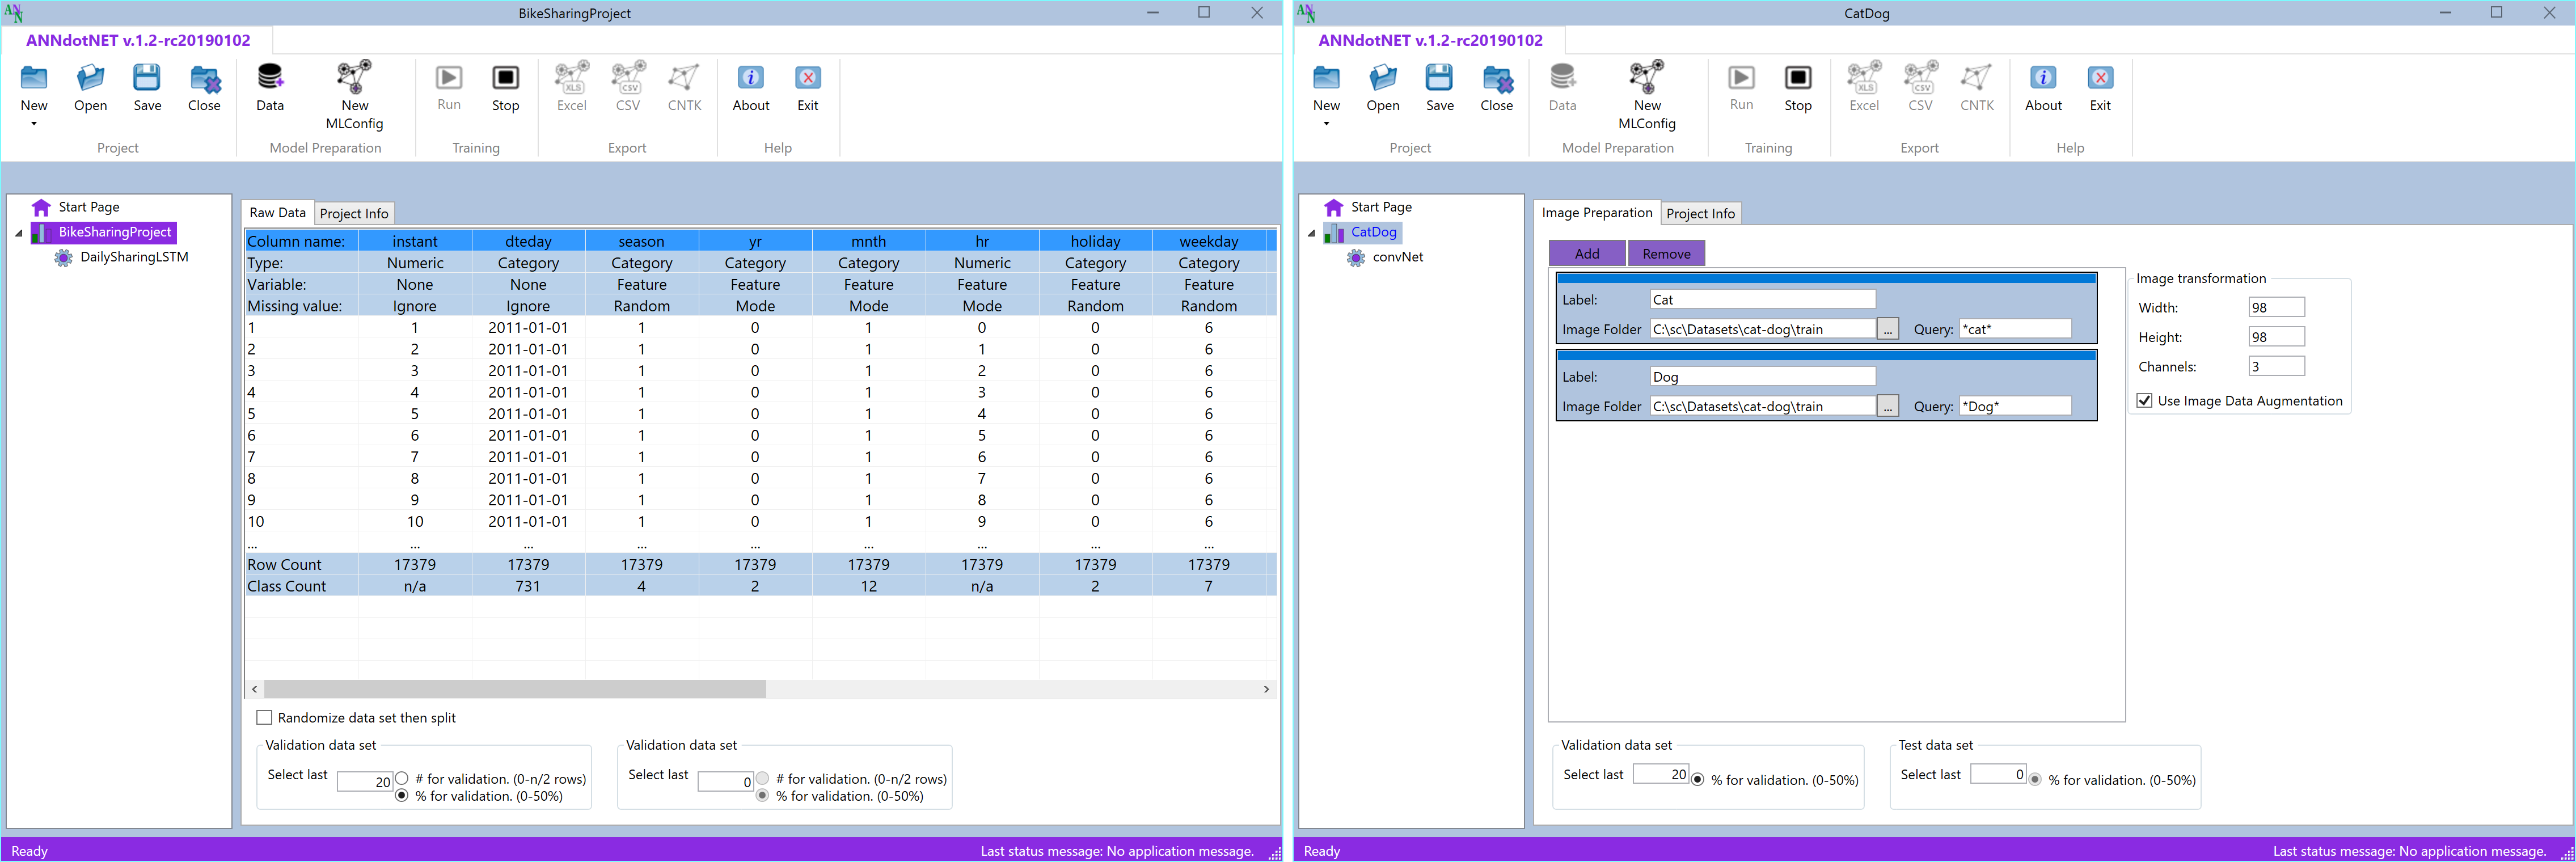 ANN
BikeSharingProject
ANNdotNET v.1.2-rc20190102
New Open Save Close Data New MLConfig Run Stop Excel CSV CNTK About Exit
XLS CSV
Project Model Preparation Training Export Help
Start Page
BikeSharingProject
DailySharingLSTM
Raw Data Project Info
Column name: instant dteday season yr mnth hr holiday weekday
Type: Numeric Category Category Category Category Numeric Category Category
Variable: None None Feature Feature Feature Feature Feature Feature
Missing value: Ignore Ignore Random Mode Mode Mode Random Random
1 1 2011-01-01 1 0 1 0 0 6
2 2 2011-01-01 1 0 1 1 0 6
3 3 2011-01-01 1 0 1 2 0 6
4 4 2011-01-01 1 0 1 3 0 6
5 5 2011-01-01 1 0 1 4 0 6
6 6 2011-01-01 1 0 1 5 0 6
7 7 2011-01-01 1 0 1 6 0 6
8 8 2011-01-01 1 0 1 7 0 6
9 9 2011-01-01 1 0 1 8 0 6
10 10 2011-01-01 1 0 1 9 0 6
... ... ... ... ... ... ... ... ...
Row Count 17379 17379 17379 17379 17379 17379 17379 17379
Class Count n/a 731 4 2 12 n/a 2 7
Randomize data set then split
Validation data set
Select last 20 # for validation. (0-n/2 rows)
% for validation. (0-50%)
Validation data set
Select last 0 # for validation. (0-n/2 rows)
% for validation. (0-50%)
Ready Last status message: No application message.
ANN
CatDog
ANNdotNET v.1.2-rc20190102
New Open Save Close Data New MLConfig Run Stop Excel CSV CNTK About Exit
XLS CSV
Project Model Preparation Training Export Help
Start Page
CatDog
convNet
Image Preparation Project Info
Add Remove
Label: Cat
Image Folder C:\sc\Datasets\cat-dog\train ... Query: *cat*
Label: Dog
Image Folder C:\sc\Datasets\cat-dog\train ... Query: *Dog*
Image transformation
Width: 98
Height: 98
Channels: 3
Use Image Data Augmentation
Validation data set
Select last 20 % for validation. (0-50%)
Test data set
Select last 0 % for validation. (0-50%)
Ready Last status message: No application message.